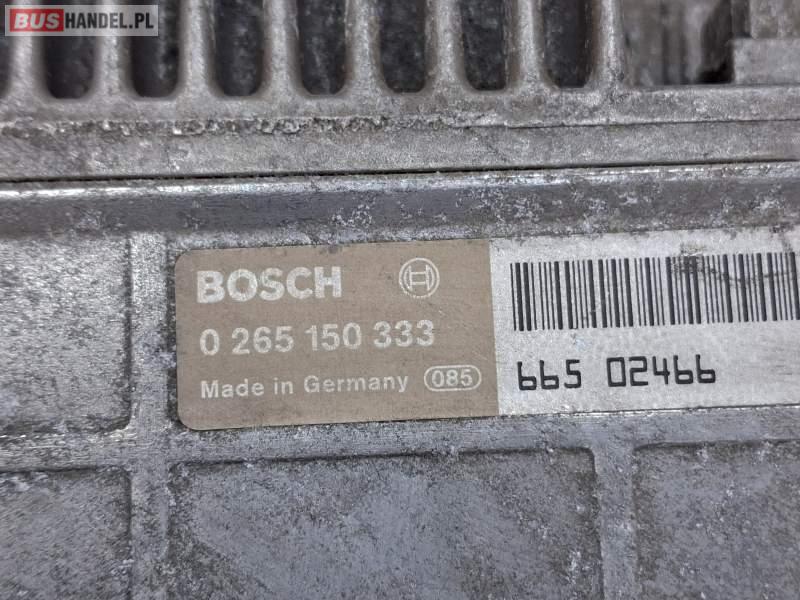 BUSHANDEL.PL
BOSCH
0 265 150 333
Made in Germany 085
665 02466